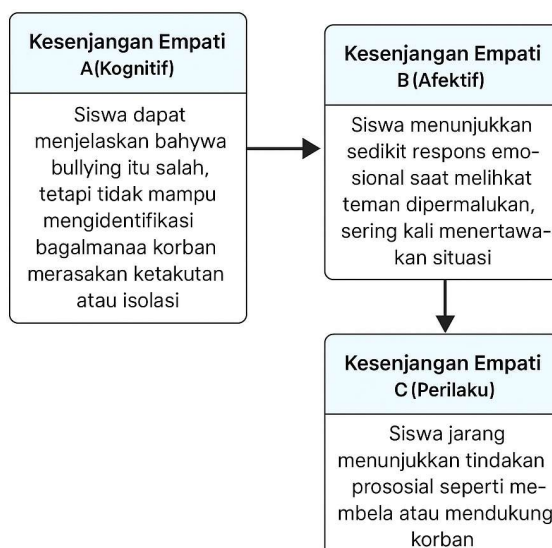 Kesenjangan Empati
A(Kognitif)
Siswa dapat
menjelaskan bahywa
bullying itu salah,
tetapi tidak mampu
mengidentifikasi
bagalmanaa korban
merasakan ketakutan
atau isolasi
Kesenjangan Empati
B (Afektif)
Siswa menunjukkan
sedikit respons emo-
sional saat melihkat
teman dipermalukan,
sering kali menertawa-
kan situasi
Kesenjangan Empati
C (Perilaku)
Siswa jarang
menunjukkan tindakan
prososial seperti me-
mbela atau mendukung
korban